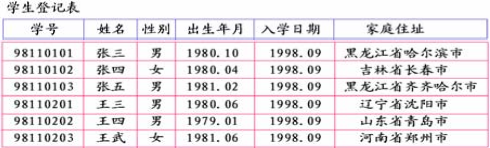 学生登记表
学号 姓名 性别 出生年月 入学日期 家庭住址
98110101 张三 男 1980.10 1998.09 黑龙江省哈尔滨市
98110102 张四 女 1980.04 1998.09 吉林省长春市
98110103 张五 男 1981.02 1998.09 黑龙江省齐齐哈尔市
98110201 王三 男 1980.06 1998.09 辽宁省沈阳市
98110202 王四 男 1979.01 1998.09 山东省青岛市
98110203 王武 女 1981.06 1998.09 河南省郑州市